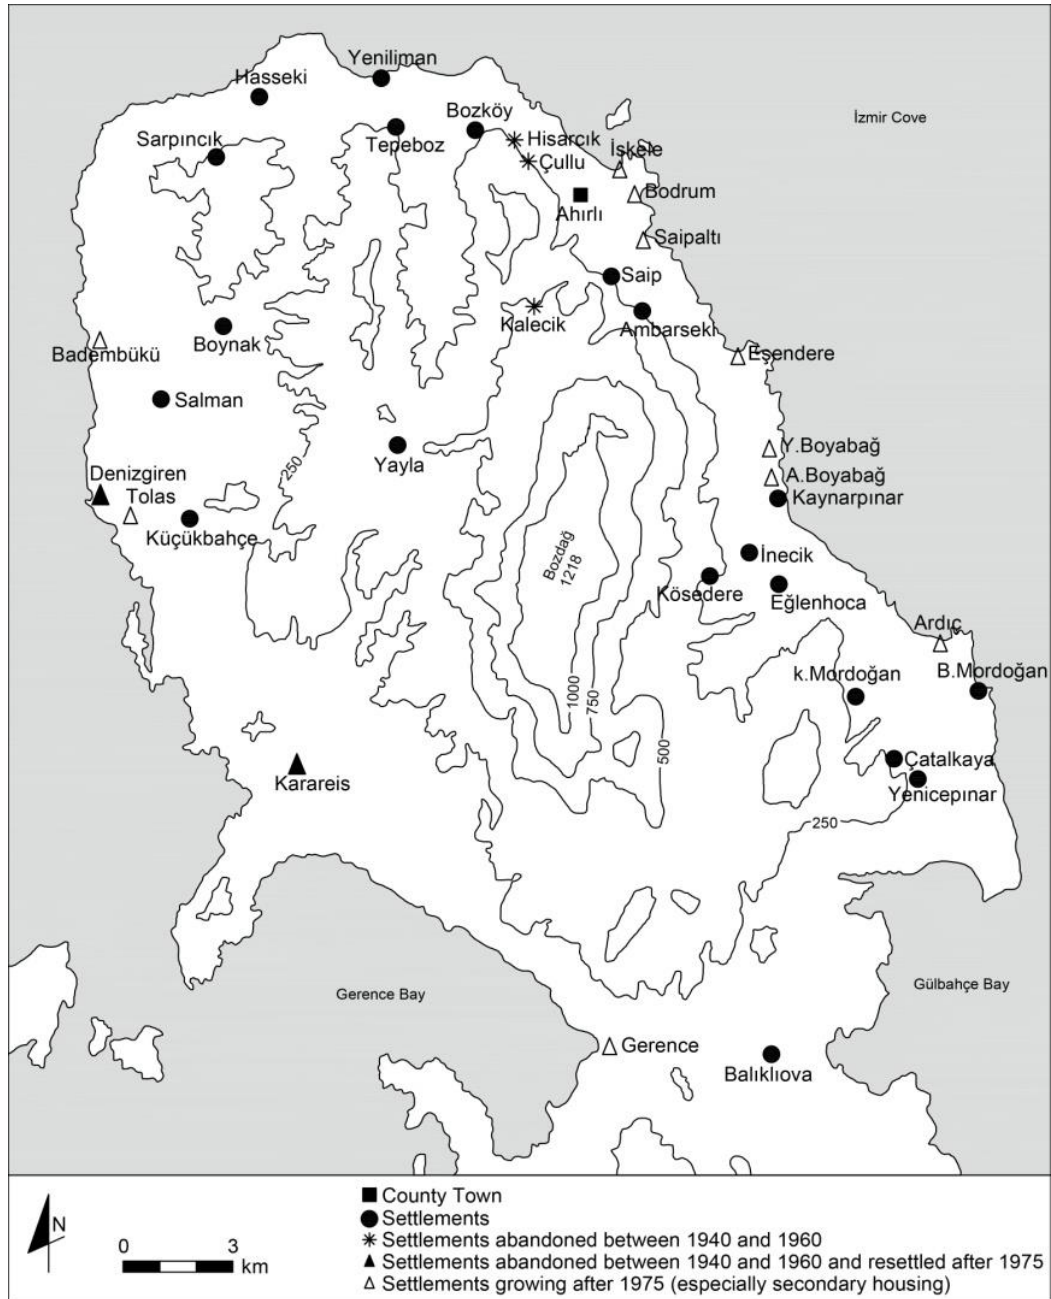 Yeniliman
Hasseki
Bozköy
İzmir Cove
Sarpıncık
Tepeboz
Hisarcık
İskele
Çullu
Bodrum
Ahırlı
Saipaltı
Saip
Kalecik
Ambarseki
Badembükü
Boynak
Eşendere
Salman
Y.Boyabağ
Yayla
250
Denizgiren
A.Boyabağ
Tolas
Kaynarpınar
Küçükbahçe
İnecik
Bozdağ
1218
Kösedere
Eğlenhoca
Ardıç
k.Mordoğan
B.Mordoğan
1000
750
500
Karareis
Çatalkaya
Yenicepınar
250
Gerence Bay
Gülbahçe Bay
Gerence
Balıklıova
N
0 3
km
County Town
Settlements
Settlements abandoned between 1940 and 1960
Settlements abandoned between 1940 and 1960 and resettled after 1975
Settlements growing after 1975 (especially secondary housing)